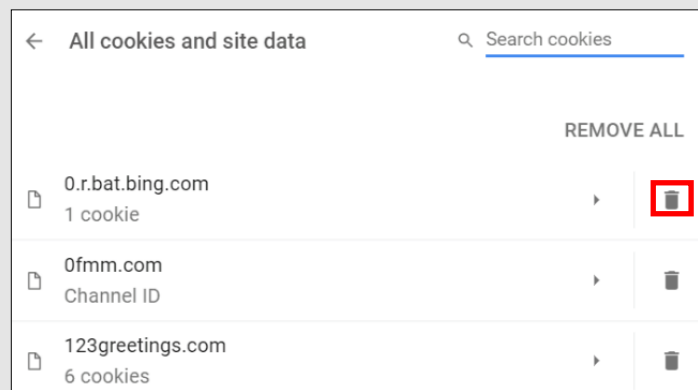 All cookies and site data
Search cookies
REMOVE ALL
0.r.bat.bing.com
1 cookie
0fmm.com
Channel ID
123greetings.com
6 cookies